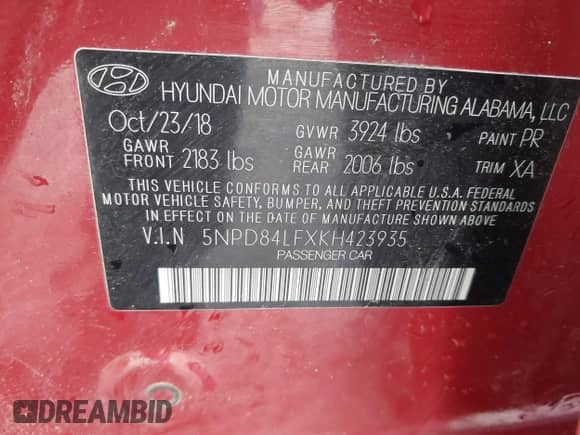 MANUFACTURED BY
HYUNDAI MOTOR MANUFACTURING ALABAMA, LLC
Oct/23/18 GVWR 3924 lbs PAINT PR
GAWR FRONT 2183 lbs GAWR REAR 2006 lbs TRIM XA
THIS VEHICLE CONFORMS TO ALL APPLICABLE U.S.A. FEDERAL
MOTOR VEHICLE SAFETY, BUMPER, AND THEFT PREVENTION STANDARDS
IN EFFECT ON THE DATE OF MANUFACTURE SHOWN ABOVE
V.I.N 5NPD84LFXKH423935
PASSENGER CAR
DREAMBID